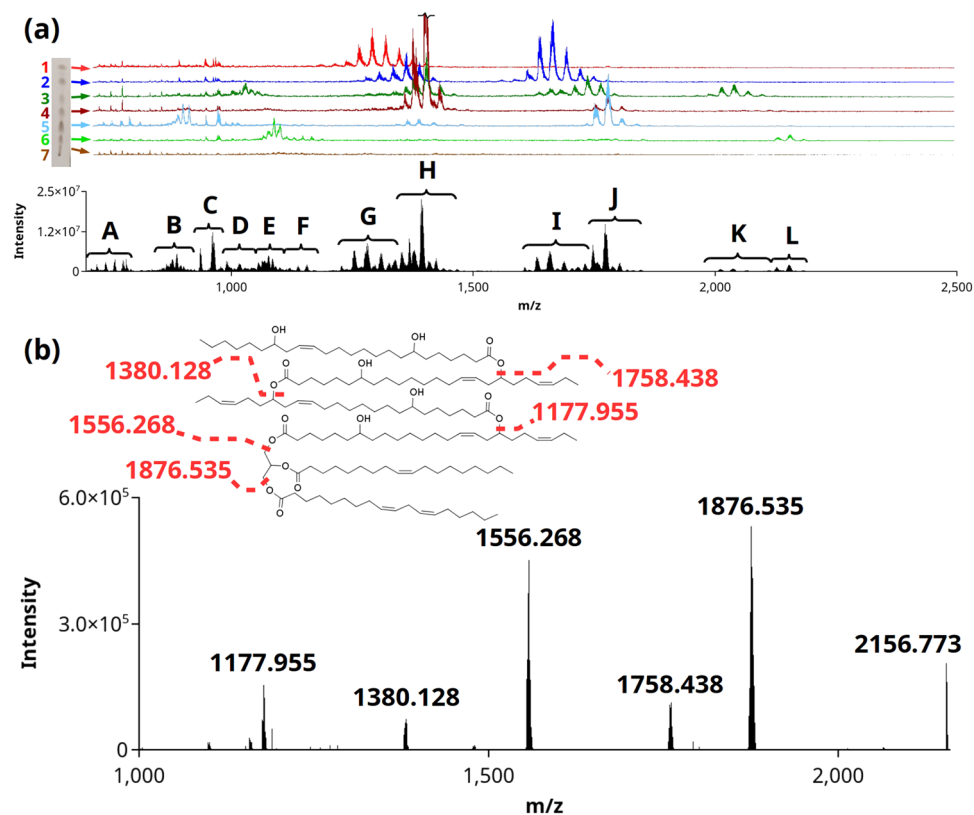 (a)
1
2
3
4
5
6
7
H
2.5×10⁷
1.2×10⁷
0
Intensity
A
B
C
D
E
F
G
I
J
K
L
1,000
1,500
2,000
2,500
m/z
(b)
OH
OH
O
O
1380.128
O
O
OH
1758.438
OH
O
O
1177.955
1556.268
O
O
OH
1876.535
O
O
O
O
6.0×10⁵
3.0×10⁵
0
Intensity
1177.955
1380.128
1556.268
1758.438
1876.535
2156.773
1,000
1,500
2,000
m/z